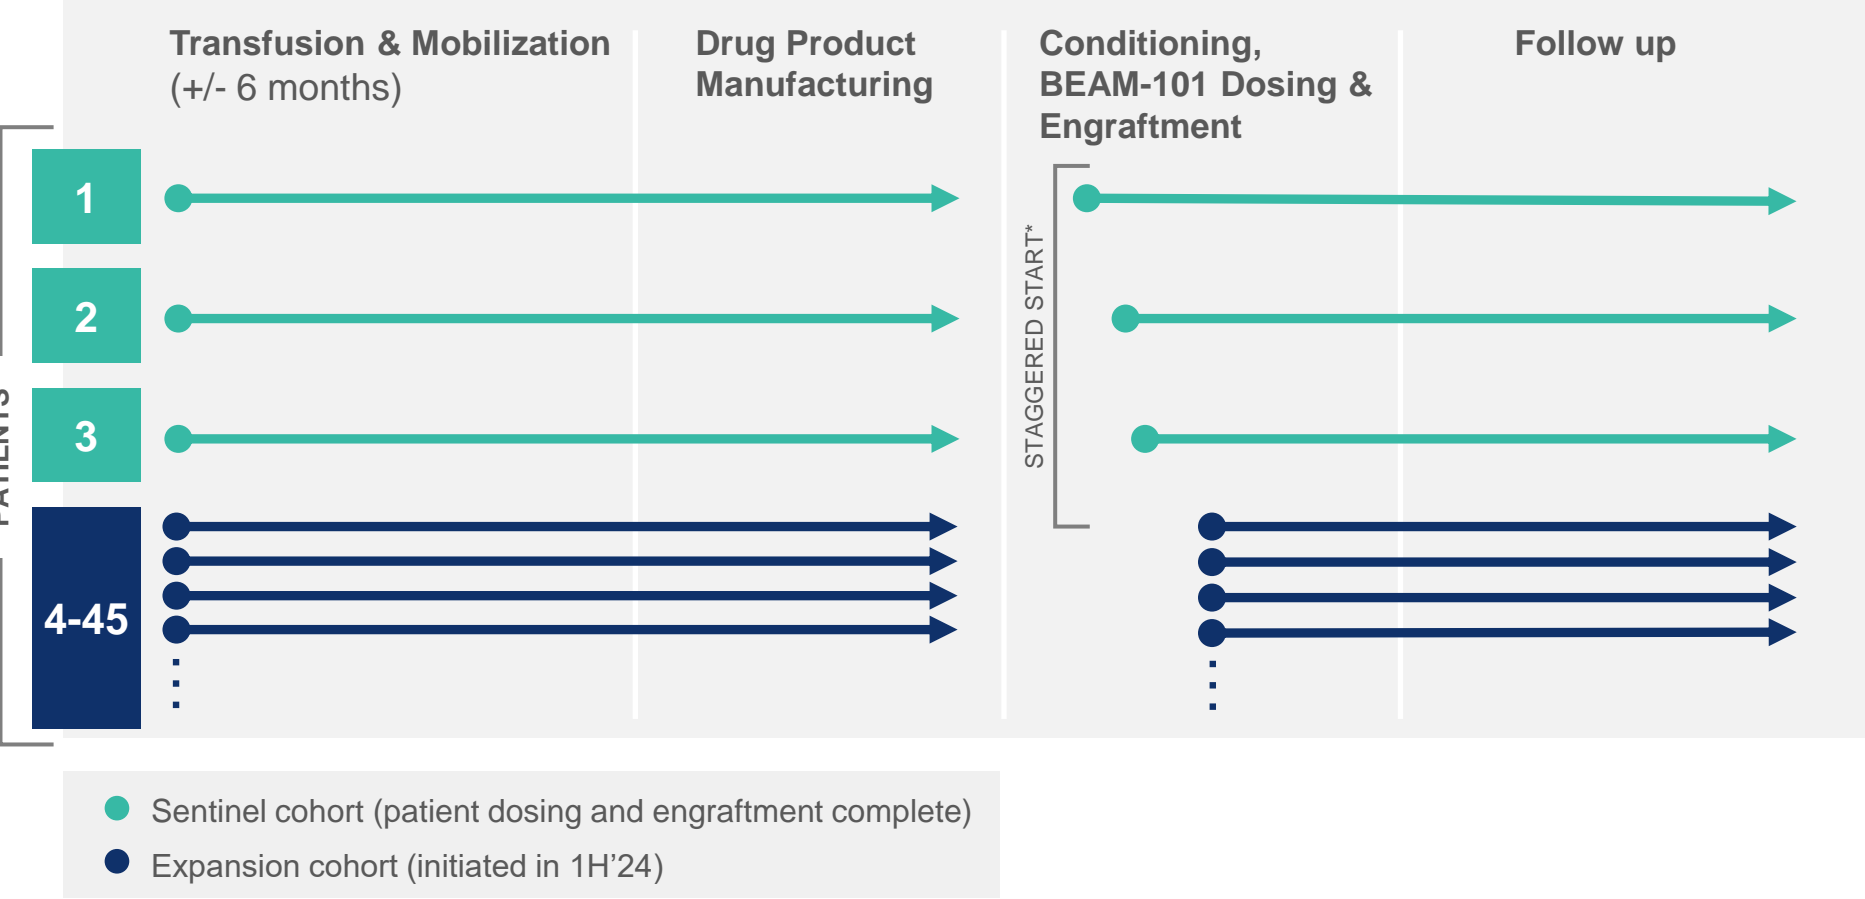 Transfusion & Mobilization
(+/- 6 months)
Drug Product
Manufacturing
Conditioning,
BEAM-101 Dosing &
Engraftment
Follow up
PATIENTS
1
2
3
4-45
STAGGERED START*
Sentinel cohort (patient dosing and engraftment complete)
Expansion cohort (initiated in 1H’24)